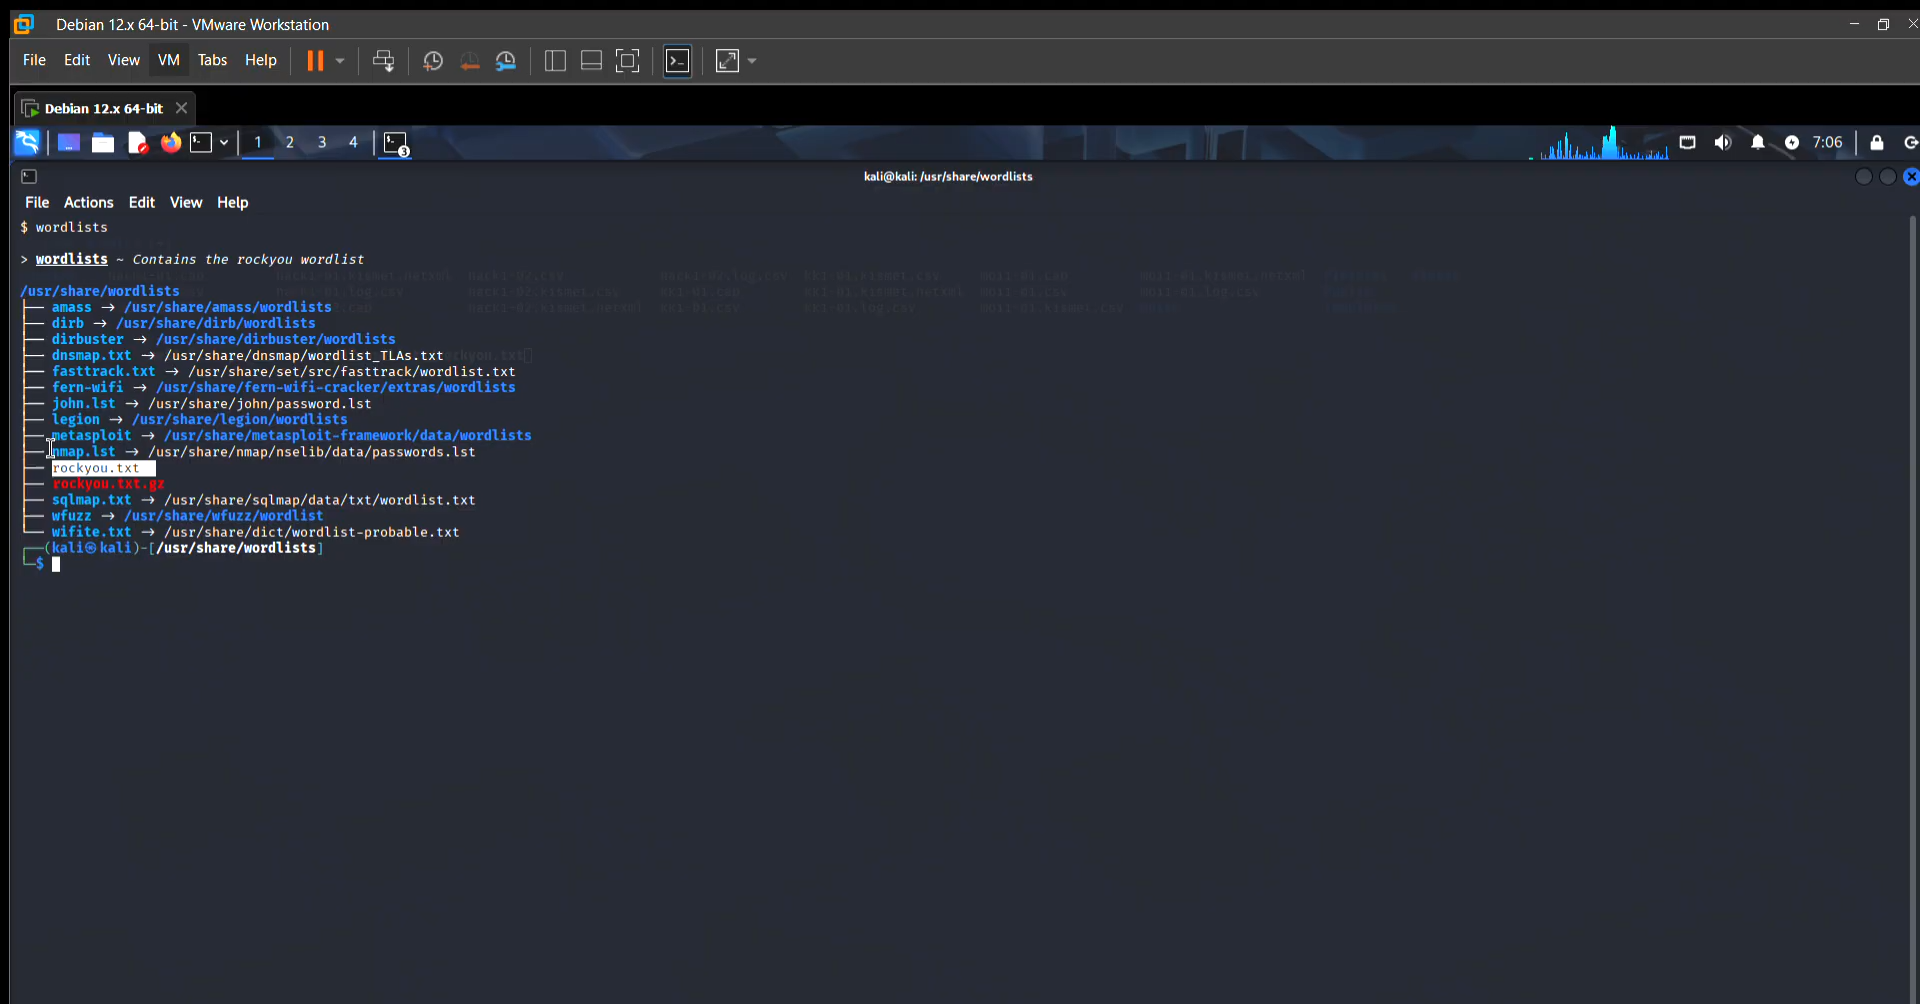 Debian 12.x 64-bit - VMware Workstation
File Edit View VM Tabs Help
Debian 12.x 64-bit
1 2 3 4 3 7:06
kali@kali: /usr/share/wordlists
File Actions Edit View Help
$ wordlists
> wordlists ~ Contains the rockyou wordlist
/usr/share/wordlists
├── amass → /usr/share/amass/wordlists
├── dirb → /usr/share/dirb/wordlists
├── dirbuster → /usr/share/dirbuster/wordlists
├── dnsmap.txt → /usr/share/dnsmap/wordlist_TLAs.txt
├── fasttrack.txt → /usr/share/set/src/fasttrack/wordlist.txt
├── fern-wifi → /usr/share/fern-wifi-cracker/extras/wordlists
├── john.lst → /usr/share/john/password.lst
├── legion → /usr/share/legion/wordlists
├── metasploit → /usr/share/metasploit-framework/data/wordlists
├── nmap.lst → /usr/share/nmap/nselib/data/passwords.lst
├── rockyou.txt
├── rockyou.txt.gz
├── sqlmap.txt → /usr/share/sqlmap/data/txt/wordlist.txt
├── wfuzz → /usr/share/wfuzz/wordlist
└── wifite.txt → /usr/share/dict/wordlist-probable.txt
┌──(kali㉿kali)-[/usr/share/wordlists]
└─$